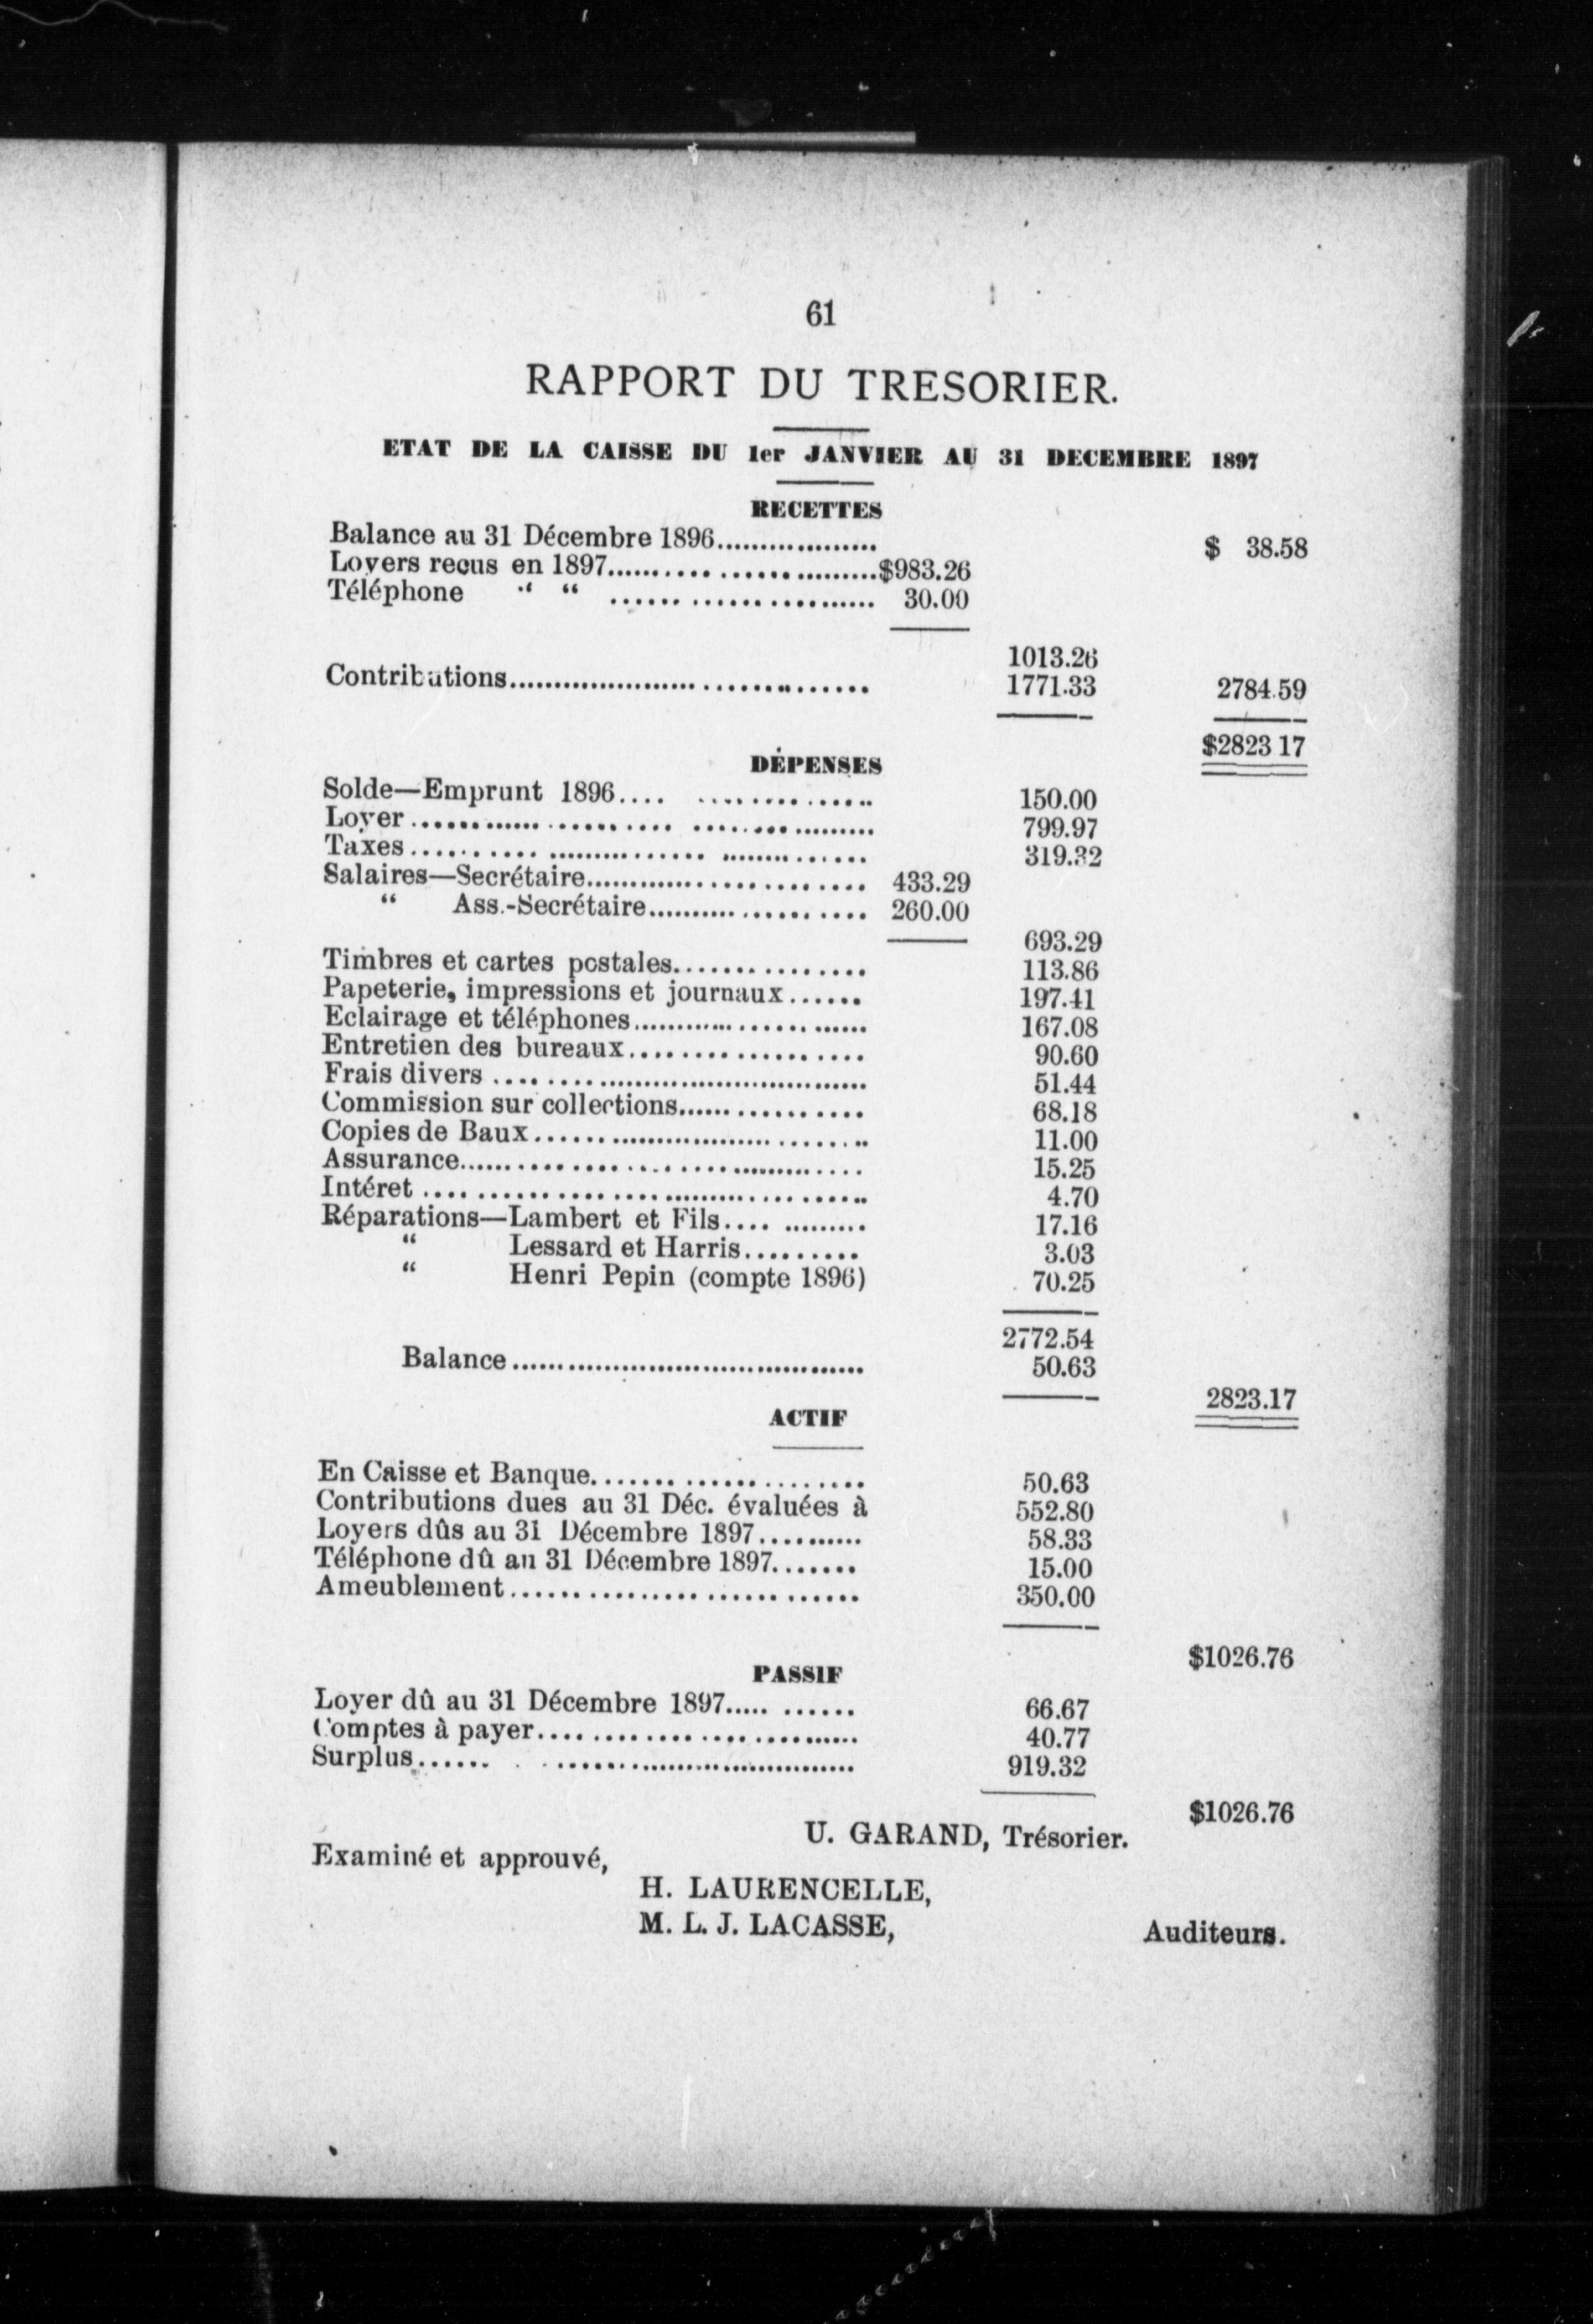 61
RAPPORT DU TRESORIER.
ETAT DE LA CAISSE DU 1er JANVIER AU 31 DECEMBRE 1897
RECETTES
Balance au 31 Décembre 1896.................. $ 38.58
Loyers reçus en 1897..............................$983.26
Téléphone " " .............................. 30.00
1013.26
Contributions........................................ 1771.33 2784.59
$2823 17
DÉPENSES
Solde—Emprunt 1896.... .............. 150.00
Loyer .................................................. 799.97
Taxes .................................................. 319.32
Salaires—Secrétaire............................ 433.29
" Ass.-Secrétaire...................... 260.00
693.29
Timbres et cartes postales................ 113.86
Papeterie, impressions et journaux...... 197.41
Eclairage et téléphones........................ 167.08
Entretien des bureaux.................... 90.60
Frais divers .......................................... 51.44
Commission sur collections.................. 68.18
Copies de Baux.................................... 11.00
Assurance............................................ 15.25
Intéret ................................................ 4.70
Réparations—Lambert et Fils.... ......... 17.16
" Lessard et Harris......... 3.03
" Henri Pepin (compte 1896) 70.25
2772.54
Balance ........................................ 50.63
2823.17
ACTIF
En Caisse et Banque............................ 50.63
Contributions dues au 31 Déc. évaluées à 552.80
Loyers dûs au 31 Décembre 1897........... 58.33
Téléphone dû au 31 Décembre 1897....... 15.00
Ameublement.................................... 350.00
$1026.76
PASSIF
Loyer dû au 31 Décembre 1897..... ...... 66.67
Comptes à payer.................................. 40.77
Surplus...... .................................. 919.32
$1026.76
U. GARAND, Trésorier.
Examiné et approuvé,
H. LAURENCELLE,
M. L. J. LACASSE,
Auditeurs.